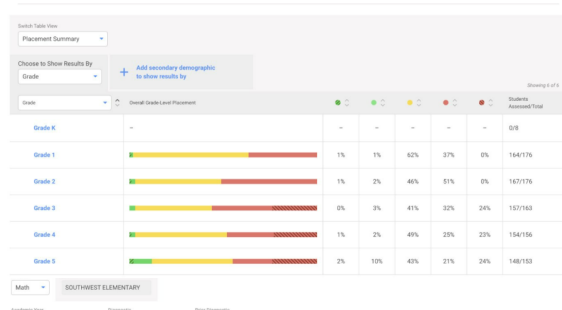 Switch Table View
Placement Summary
Choose to Show Results By
Grade
+ Add secondary demographic
to show results by
Showing 6 of 6
Grade Overall Grade-Level Placement Students
Assessed/Total
Grade K – – – – – – 0/8
Grade 1 1% 1% 62% 37% 0% 164/176
Grade 2 1% 2% 46% 51% 0% 167/176
Grade 3 0% 3% 41% 32% 24% 157/163
Grade 4 1% 2% 49% 25% 23% 154/156
Grade 5 2% 10% 43% 21% 24% 148/153
Math SOUTHWEST ELEMENTARY